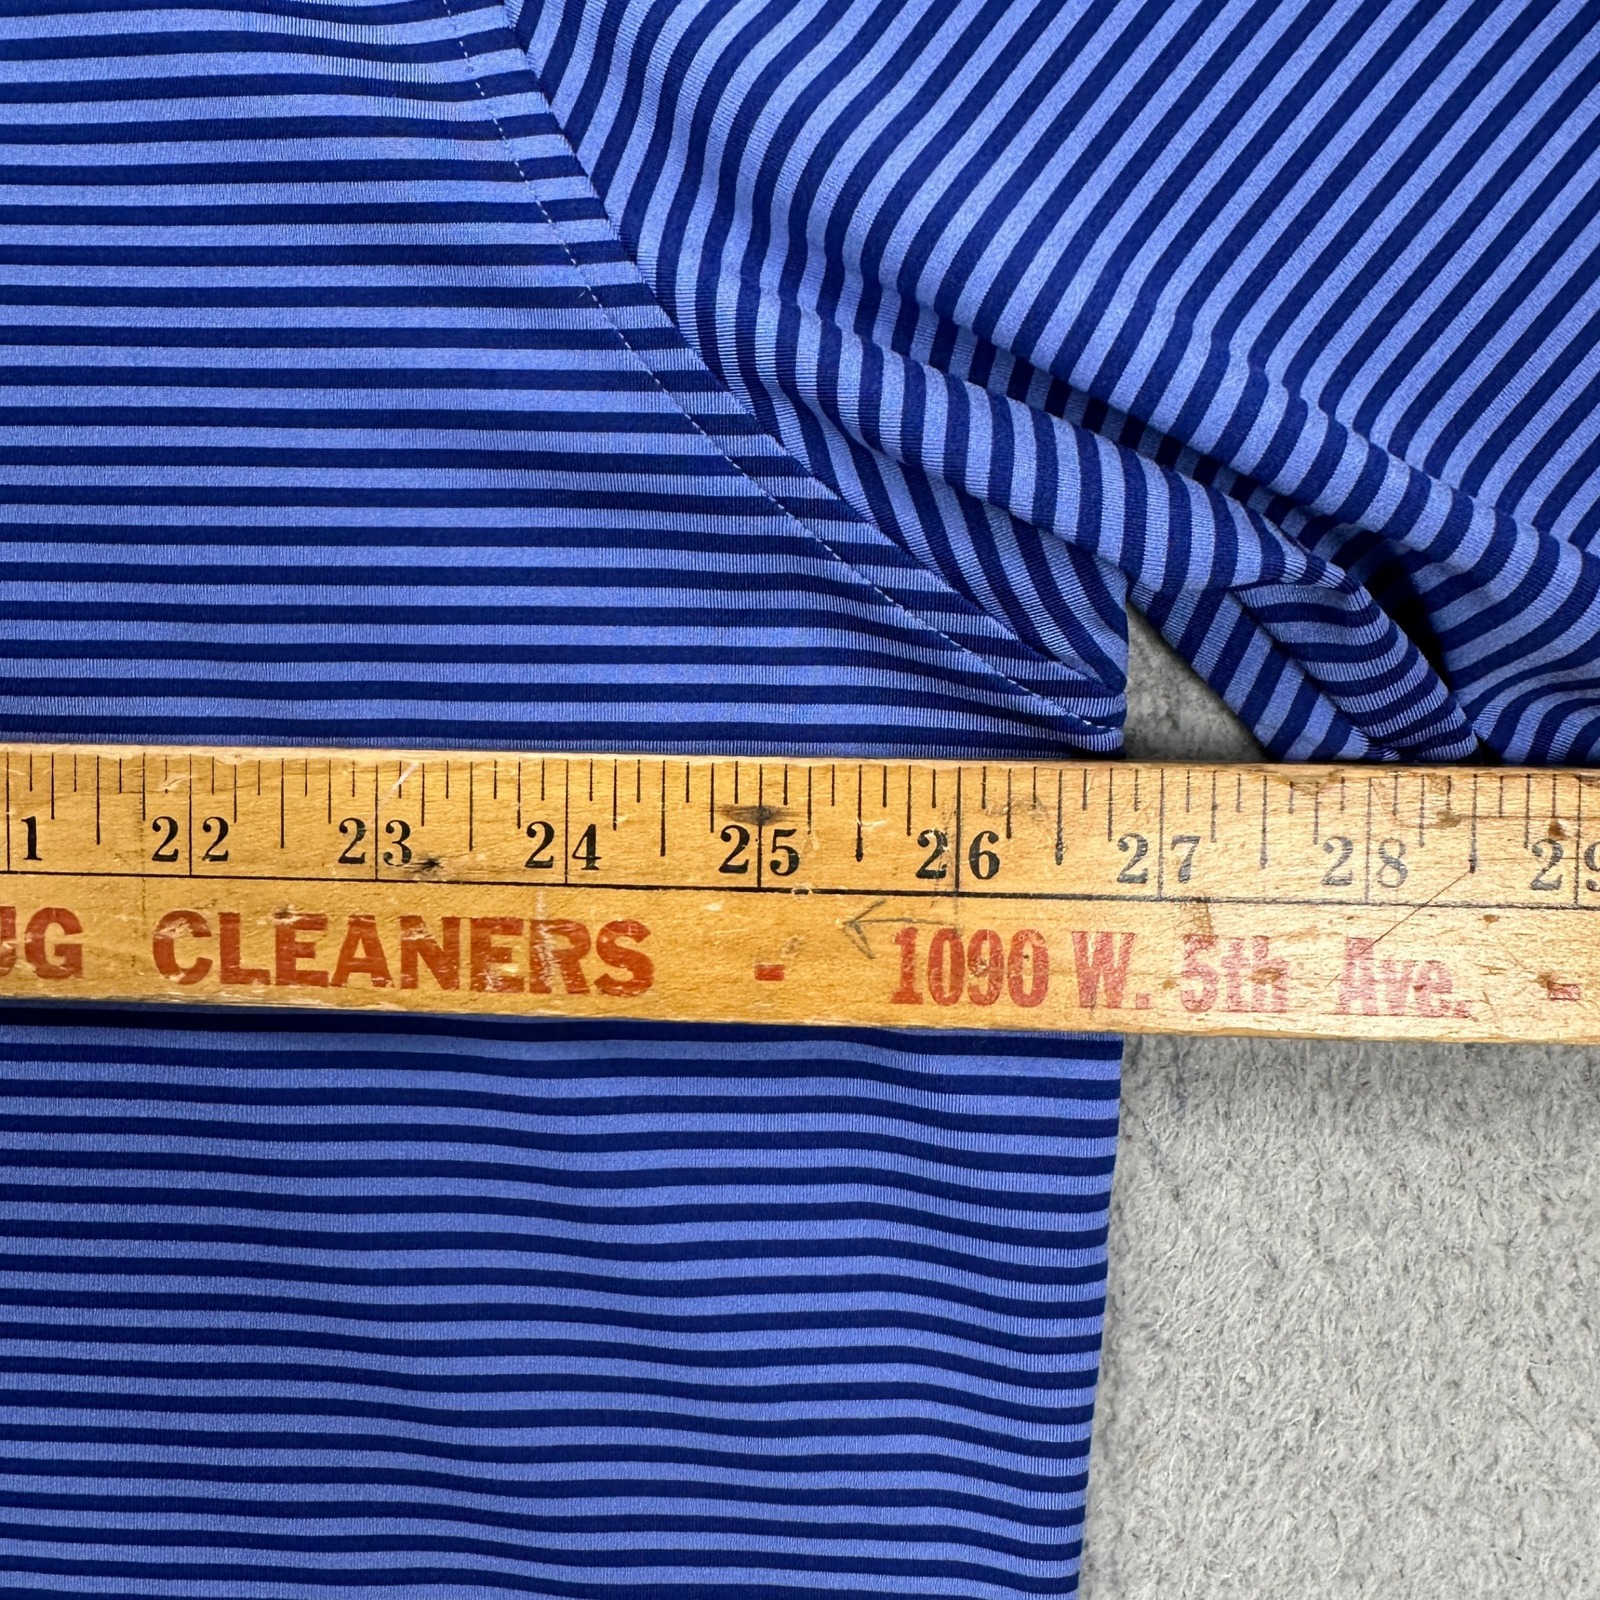 1 22 23 24 25 26 27 28 29
UG CLEANERS - 1090 W. 5th Ave. -